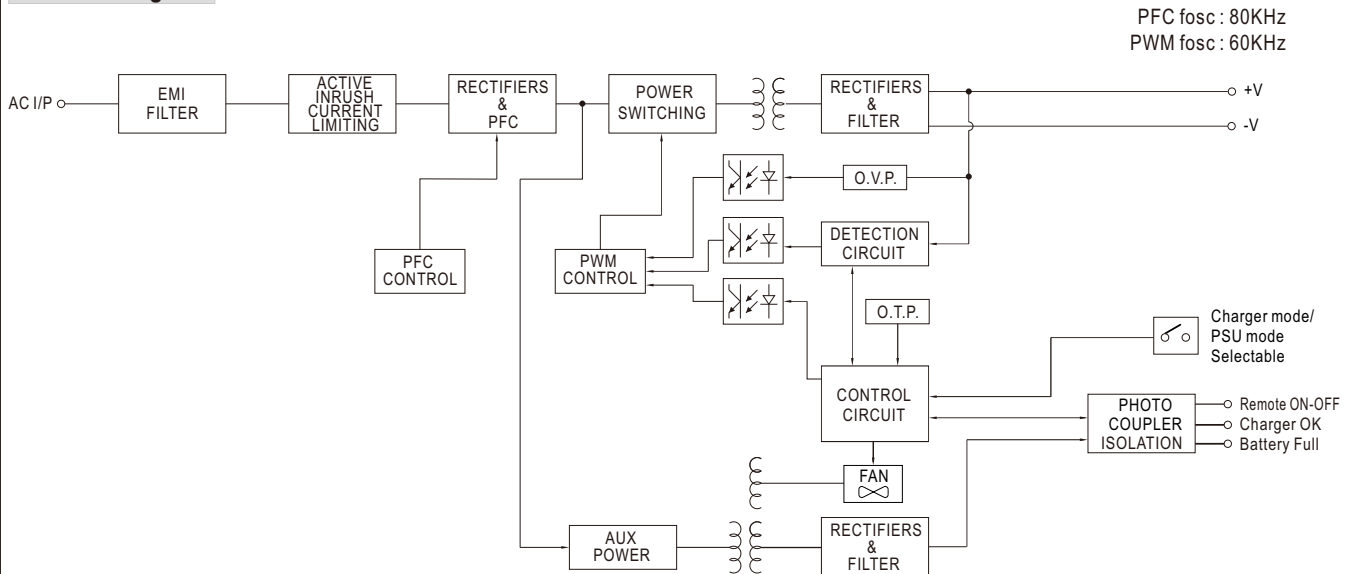 PFC fosc : 80KHz
PWM fosc : 60KHz
AC I/P
EMI
FILTER
ACTIVE
INRUSH
CURRENT
LIMITING
RECTIFIERS
&
PFC
POWER
SWITCHING
RECTIFIERS
&
FILTER
+V
-V
O.V.P.
DETECTION
CIRCUIT
PFC
CONTROL
PWM
CONTROL
O.T.P.
Charger mode/
PSU mode
Selectable
CONTROL
CIRCUIT
PHOTO
COUPLER
ISOLATION
Remote ON-OFF
Charger OK
Battery Full
FAN
AUX
POWER
RECTIFIERS
&
FILTER